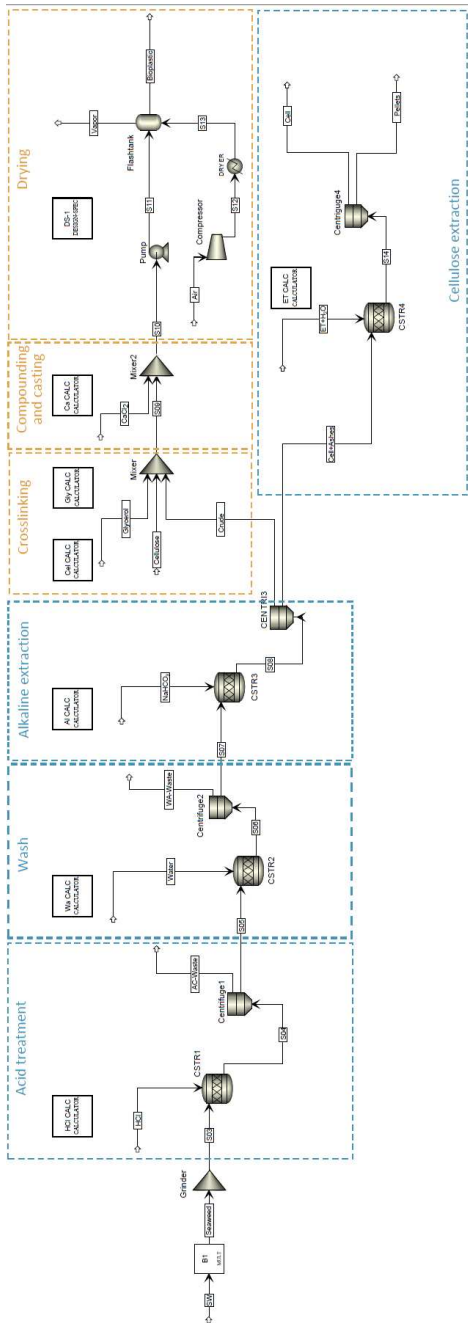 SW
B1
MULT
Seaweed
Grinder
S03
Acid treatment
HCl CALC
CALCULATOR
HCl
CSTR1
S04
Centrifuge1
AC-Waste
S05
Wash
Wa CALC
CALCULATOR
Water
CSTR2
S06
Centrifuge2
WA-Waste
S07
Alkaline extraction
Al CALC
CALCULATOR
NaHCO3
CSTR3
S08
CENTRI3
Crosslinking
Cel CALC
CALCULATOR
Gly CALC
CALCULATOR
Glycerol
Cellulose
Crude
Mixer
S09
Compounding
and casting
Ca CALC
CALCULATOR
CaCl2
Mixer2
S10
Drying
DS-1
DESIGN-SPEC
Pump
S11
Air
Compressor
S12
DRYER
S13
Flashtank
Vapor
Bioplastic
Cell+Ashes
ET CALC
CALCULATOR
ET+H2O
CSTR4
S14
Centriguge4
Cell
Pellets
Cellulose extraction